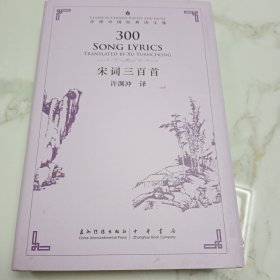 CLASSICAL CHINESE POETRY AND PROSE
许译中国经典诗文集
300
SONG LYRICS
TRANSLATED BY XU YUANCHONG
宋词三百首
许渊冲 译
五洲传播出版社 中华书局
China Intercontinental Press Zhonghua Book Company